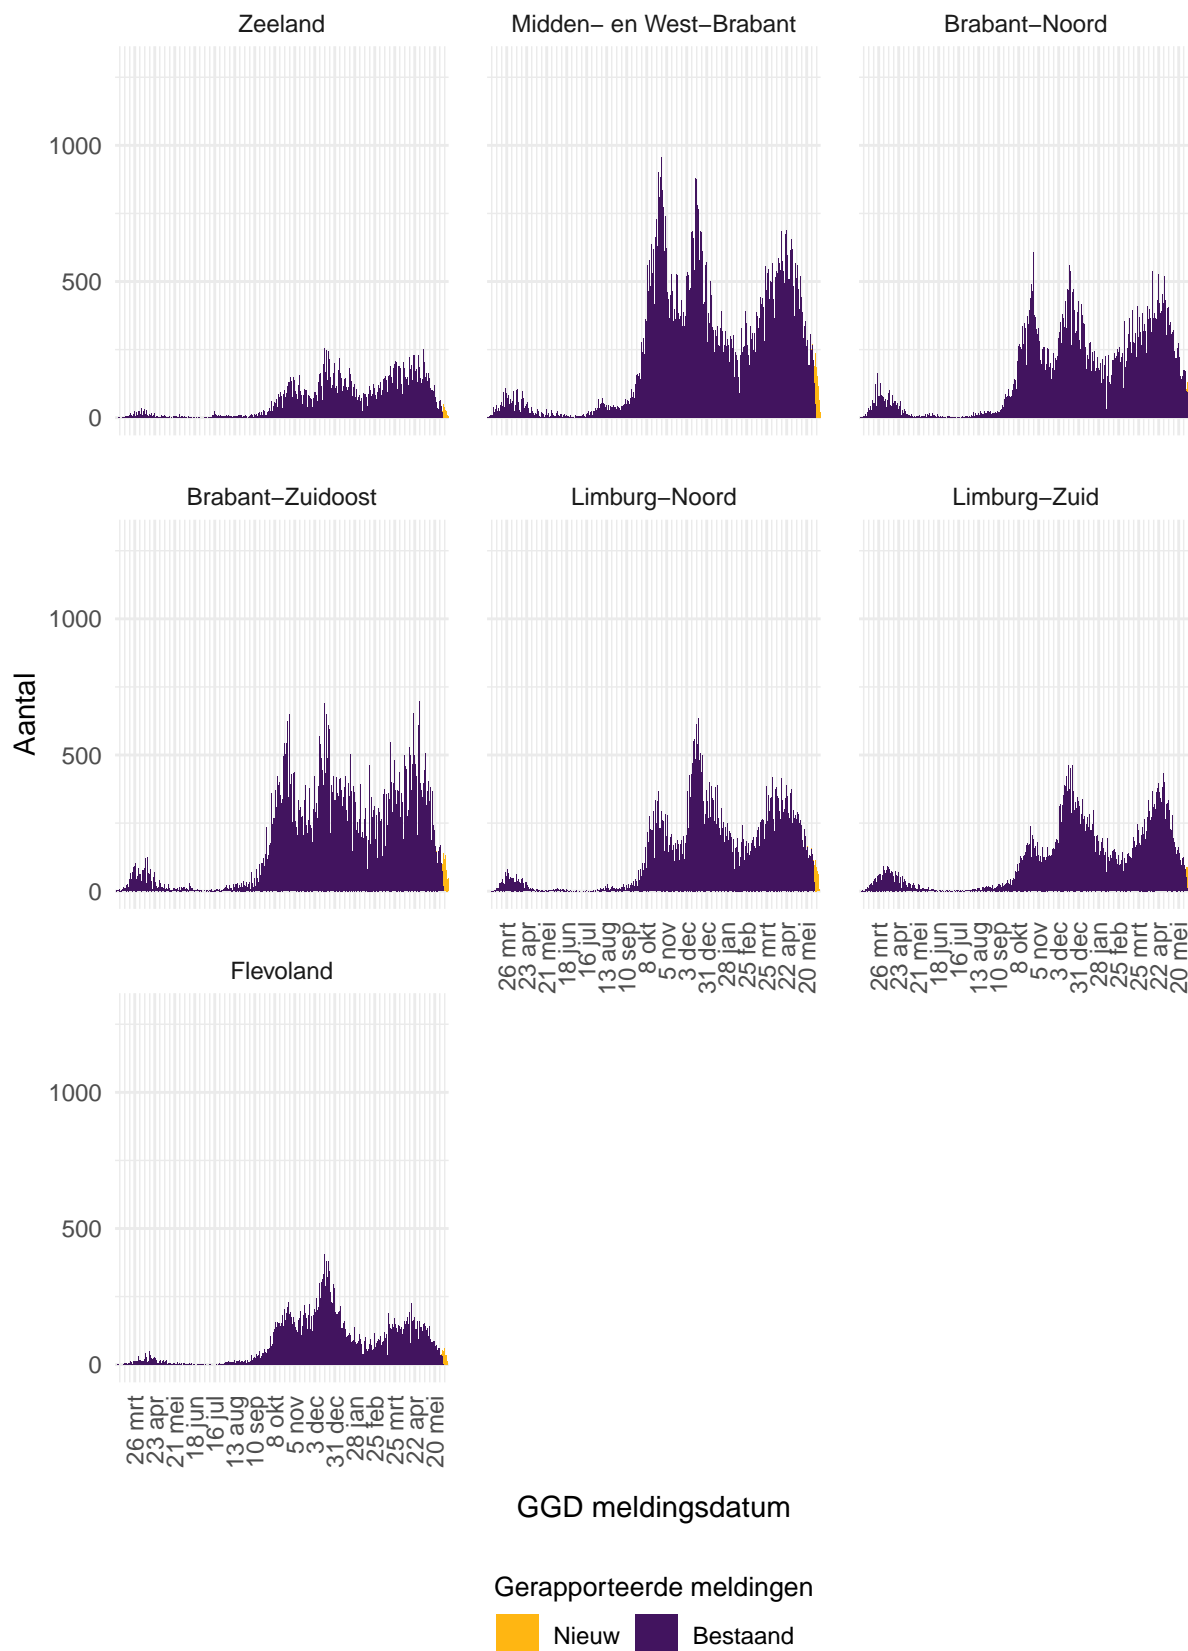 Zeeland
Midden– en West–Brabant
Brabant–Noord
1000
500
0
Brabant–Zuidoost
Limburg–Noord
Limburg–Zuid
1000
500
0
26 mrt
23 apr
21 mei
18 jun
16 jul
13 aug
10 sep
8 okt
5 nov
3 dec
31 dec
28 jan
25 feb
25 mrt
22 apr
20 mei
26 mrt
23 apr
21 mei
18 jun
16 jul
13 aug
10 sep
8 okt
5 nov
3 dec
31 dec
28 jan
25 feb
25 mrt
22 apr
20 mei
Flevoland
1000
500
0
26 mrt
23 apr
21 mei
18 jun
16 jul
13 aug
10 sep
8 okt
5 nov
3 dec
31 dec
28 jan
25 feb
25 mrt
22 apr
20 mei
Aantal
GGD meldingsdatum
Gerapporteerde meldingen
Nieuw
Bestaand